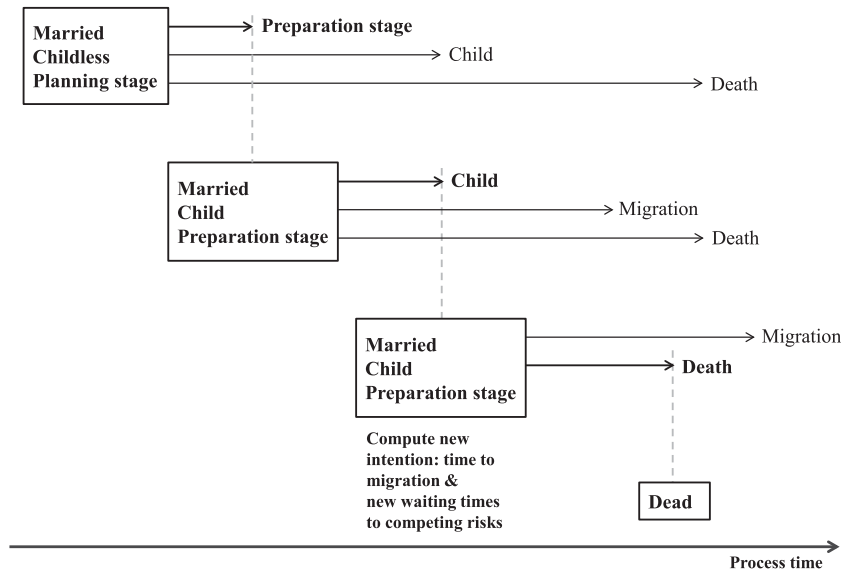 Married
Childless
Planning stage
Preparation stage
Child
Death
Married
Child
Preparation stage
Child
Migration
Death
Married
Child
Preparation stage
Migration
Death
Compute new
intention: time to
migration &
new waiting times
to competing risks
Dead
Process time